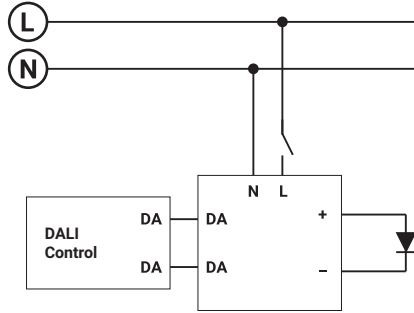 L
N
N L
DA DA +
DALI
Control
DA DA –